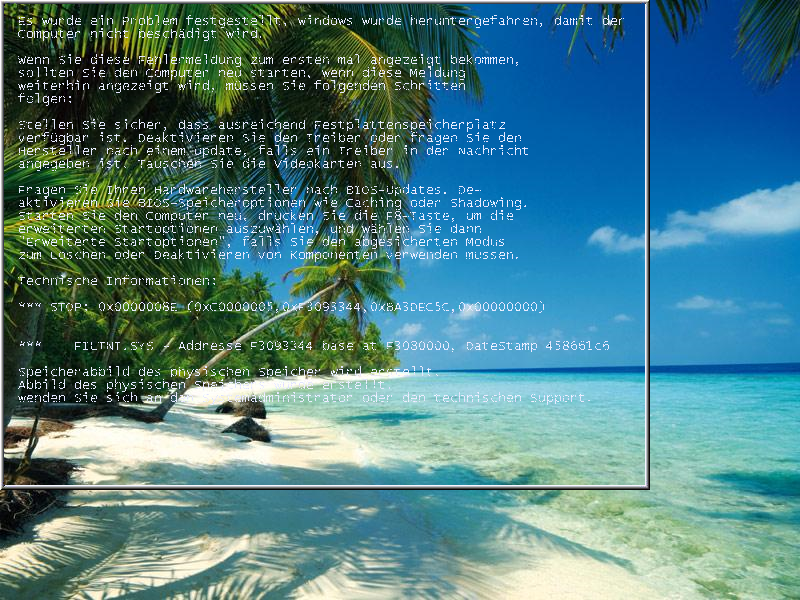 Es wurde ein Problem festgestellt, windows wurde heruntergefahren, damit der
Computer nicht beschädigt wird.
Wenn Sie diese Fehlermeldung zum ersten mal angezeigt bekommen,
sollten Sie den Computer neu starten, wenn diese Meldung
weiterhin angezeigt wird, müssen Sie folgenden Schritten
folgen:
Stellen Sie sicher, dass ausreichend Festplattenspeicherplatz
verfügbar ist. Deaktivieren Sie den Treiber oder fragen Sie den
Hersteller nach einem Update, falls ein Treiber in der Nachricht
angegeben ist. Tauschen Sie die Videokarten aus.
Fragen Sie Ihren Hardwarehersteller nach BIOS-Updates. De-
aktivieren Sie BIOS-Speicheroptionen wie Caching oder Shadowing.
Starten Sie den Computer neu, drücken Sie die F8-Taste, um die
erweiterten Startoptionen auszuwählen, und wählen Sie dann
"Erweiterte Startoptionen", falls Sie den abgesicherten Modus
zum Löschen oder Deaktivieren von Komponenten verwenden müssen.
Technische Informationen:
*** STOP: 0x0000008E (0xC0000005,0xF3093344,0x8A3DEC5C,0x00000000)
*** FILTNT.SYS - Addresse F3093344 base at F3080000, DateStamp 458661c6
Speicherabbild des physischen Speicher wird erstellt.
Abbild des physischen Speichers wurde erstellt.
wenden Sie sich an den Systemadministrator oder den technischen Support.